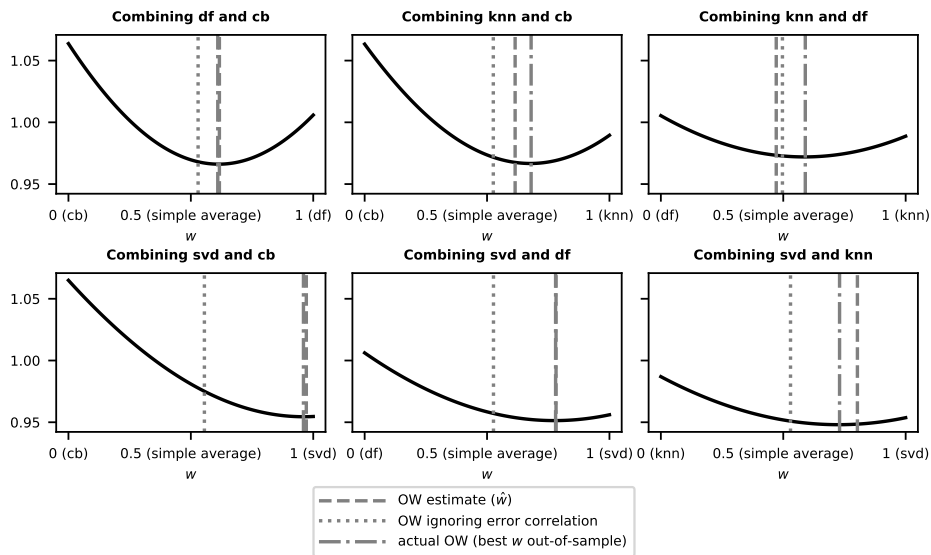 Combining df and cb Combining knn and cb Combining knn and df
1.05
1.00
0.95
0 (cb) 0.5 (simple average) 1 (df) 0 (cb) 0.5 (simple average) 1 (knn) 0 (df) 0.5 (simple average) 1 (knn)
w w w
Combining svd and cb Combining svd and df Combining svd and knn
1.05
1.00
0.95
0 (cb) 0.5 (simple average) 1 (svd) 0 (df) 0.5 (simple average) 1 (svd) 0 (knn) 0.5 (simple average) 1 (svd)
w w w
OW estimate (ŵ)
OW ignoring error correlation
actual OW (best w out-of-sample)